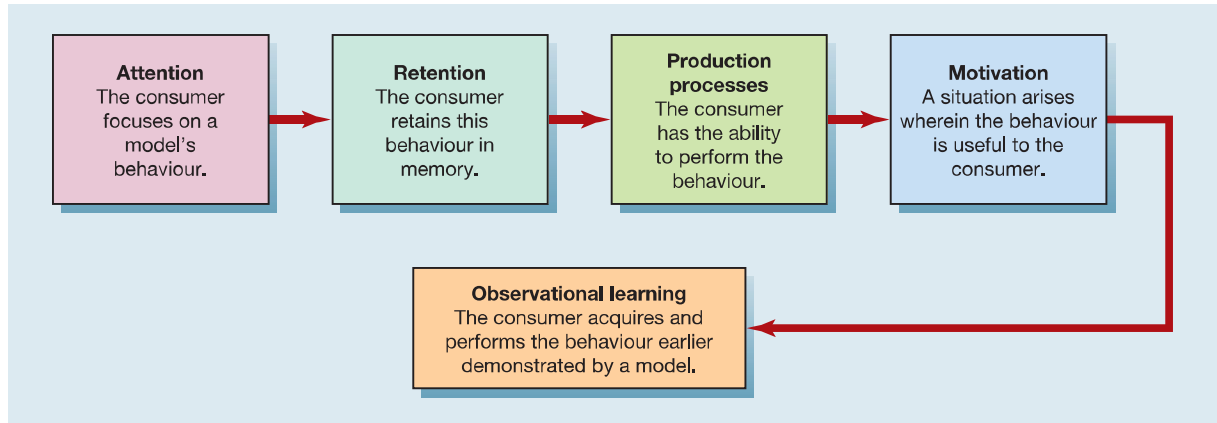 Attention
The consumer
focuses on a
model's
behaviour.
Retention
The consumer
retains this
behaviour in
memory.
Production
processes
The consumer
has the ability
to perform the
behaviour.
Motivation
A situation arises
wherein the behaviour
is useful to the
consumer.
Observational learning
The consumer acquires and
performs the behaviour earlier
demonstrated by a model.